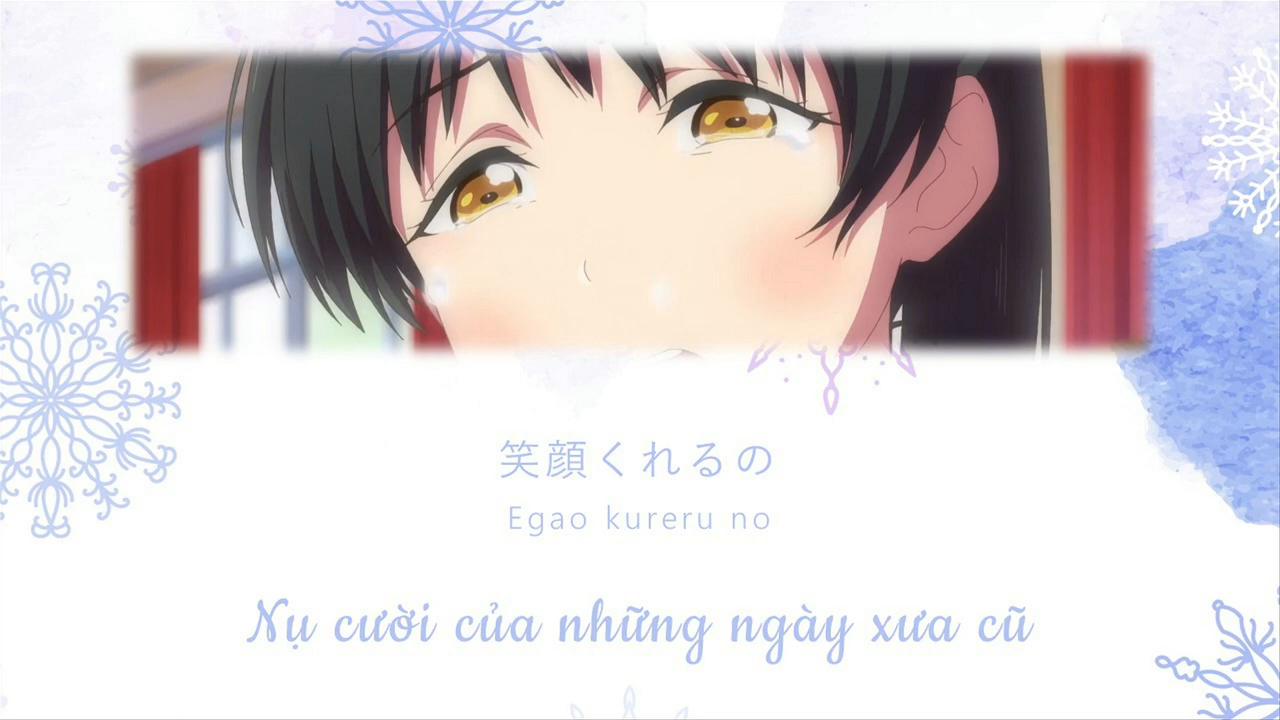 笑顔くれるの
Egao kureru no
Nụ cười của những ngày xưa cũ